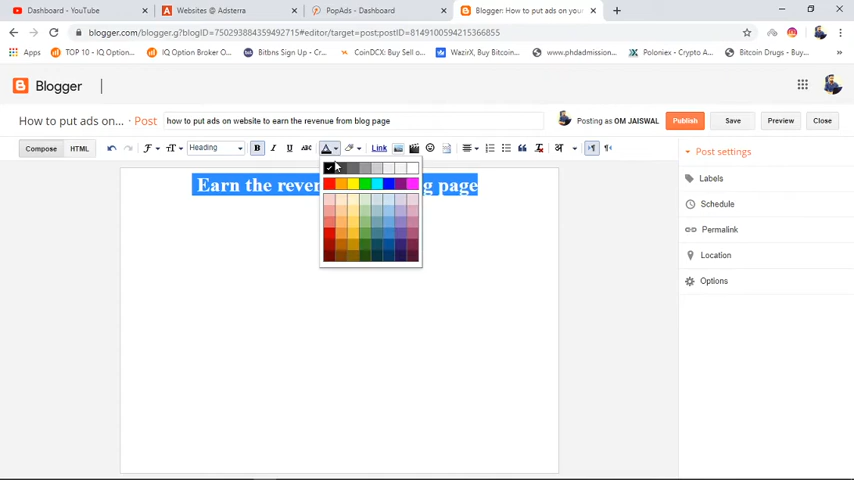 Dashboard - YouTube
Websites @ Adsterra
PopAds - Dashboard
Blogger: How to put ads on your
blogger.com/blogger.g?blogID=750293884359492715#editor/target=post;postID=8149100594215366855
Apps
TOP 10 - IQ Option...
IQ Option Broker O...
Bitbns Sign Up - Cr...
CoinDCX: Buy Sell o...
WazirX, Buy Bitcoin...
www.phdadmission...
Poloniex - Crypto A...
Bitcoin Drugs - Buy...
Blogger
How to put ads on...
Post
how to put ads on website to earn the revenue from blog page
Posting as OM JAISWAL
Publish
Save
Preview
Close
Compose
HTML
Heading
B
I
U
ABC
A
Link
Post settings
Earn the reven
g page
Labels
Schedule
Permalink
Location
Options